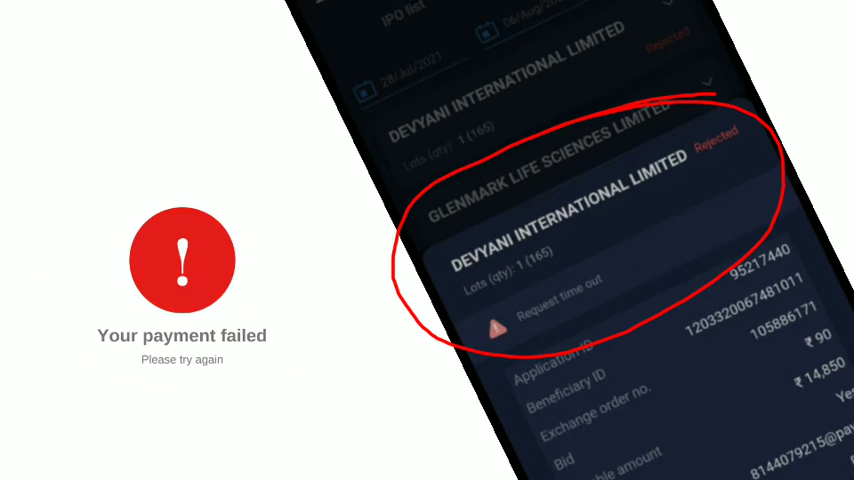 IPO list
28/Jul/2021
DEVYANI INTERNATIONAL LIMITED
Rejected
Lots (qty): 1 (165)
GLENMARK LIFE SCIENCES LIMITED
DEVYANI INTERNATIONAL LIMITED
Rejected
Lots (qty): 1 (165)
Request time out
Application ID
95217440
Beneficiary ID
1203320067481011
Exchange order no.
105886171
Bid
₹ 90
amount
₹ 14,850
!
Your payment failed
Please try again